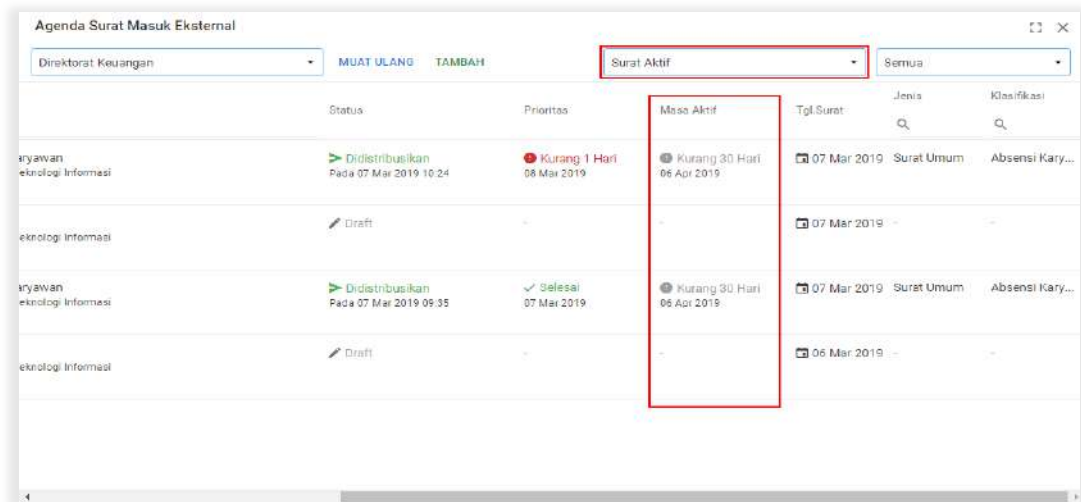 Agenda Surat Masuk Eksternal
Direktorat Keuangan MUAT ULANG TAMBAH Surat Aktif Semua
Status Prioritas Masa Aktif Tgl.Surat Jenis Klasifikasi
aryawan Didistribusikan Kurang 1 Hari Kurang 30 Hari 07 Mar 2019 Surat Umum Absensi Kary...
eknologi Informasi Pada 07 Mar 2019 10:24 08 Mar 2019 06 Apr 2019
Draft - - 07 Mar 2019 - -
eknologi Informasi
aryawan Didistribusikan Selesai Kurang 30 Hari 07 Mar 2019 Surat Umum Absensi Kary...
eknologi Informasi Pada 07 Mar 2019 09:35 07 Mar 2019 06 Apr 2019
Draft - - 06 Mar 2019 - -
eknologi Informasi